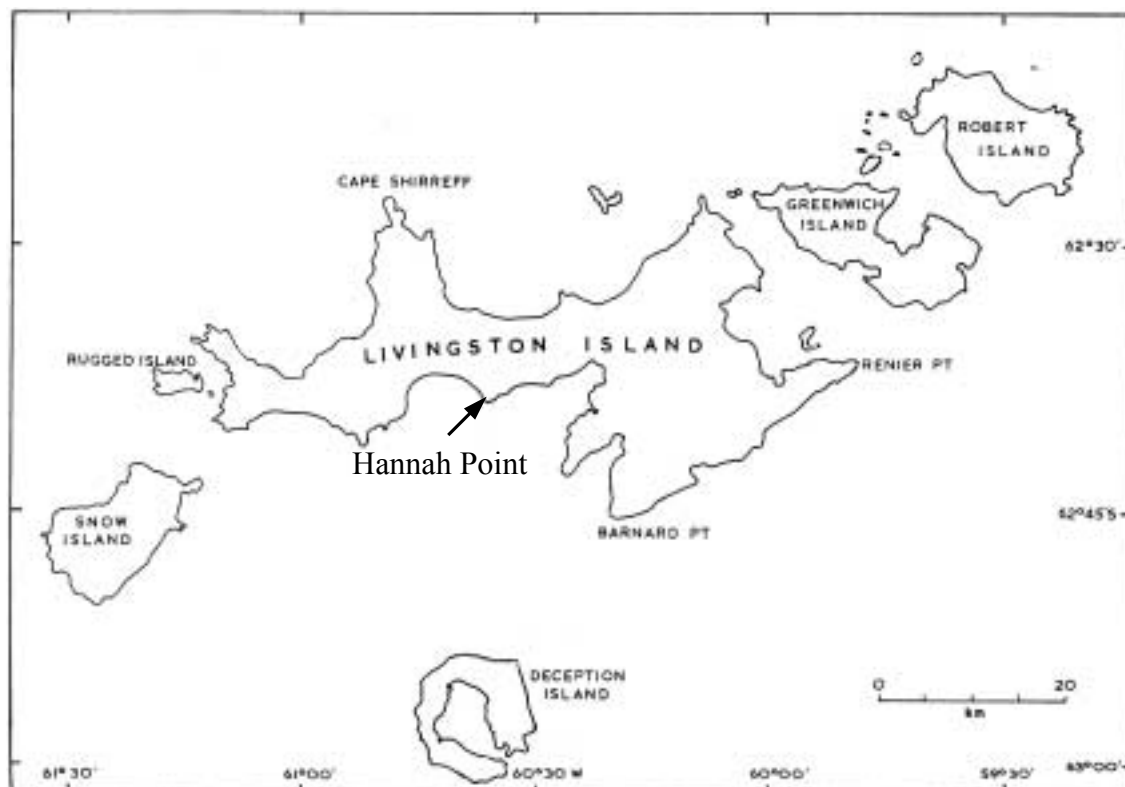 ROBERT
ISLAND
CAPE SHIRREFF
GREENWICH
ISLAND
62°30'
LIVINGSTON ISLAND
RUGGED ISLAND
RENIER PT
Hannah Point
SNOW
ISLAND
62°45'S
BARNARD PT
DECEPTION
ISLAND
0 20
km
61°30' 61°00' 60°30 W 60°00' 59°30' 63°00'